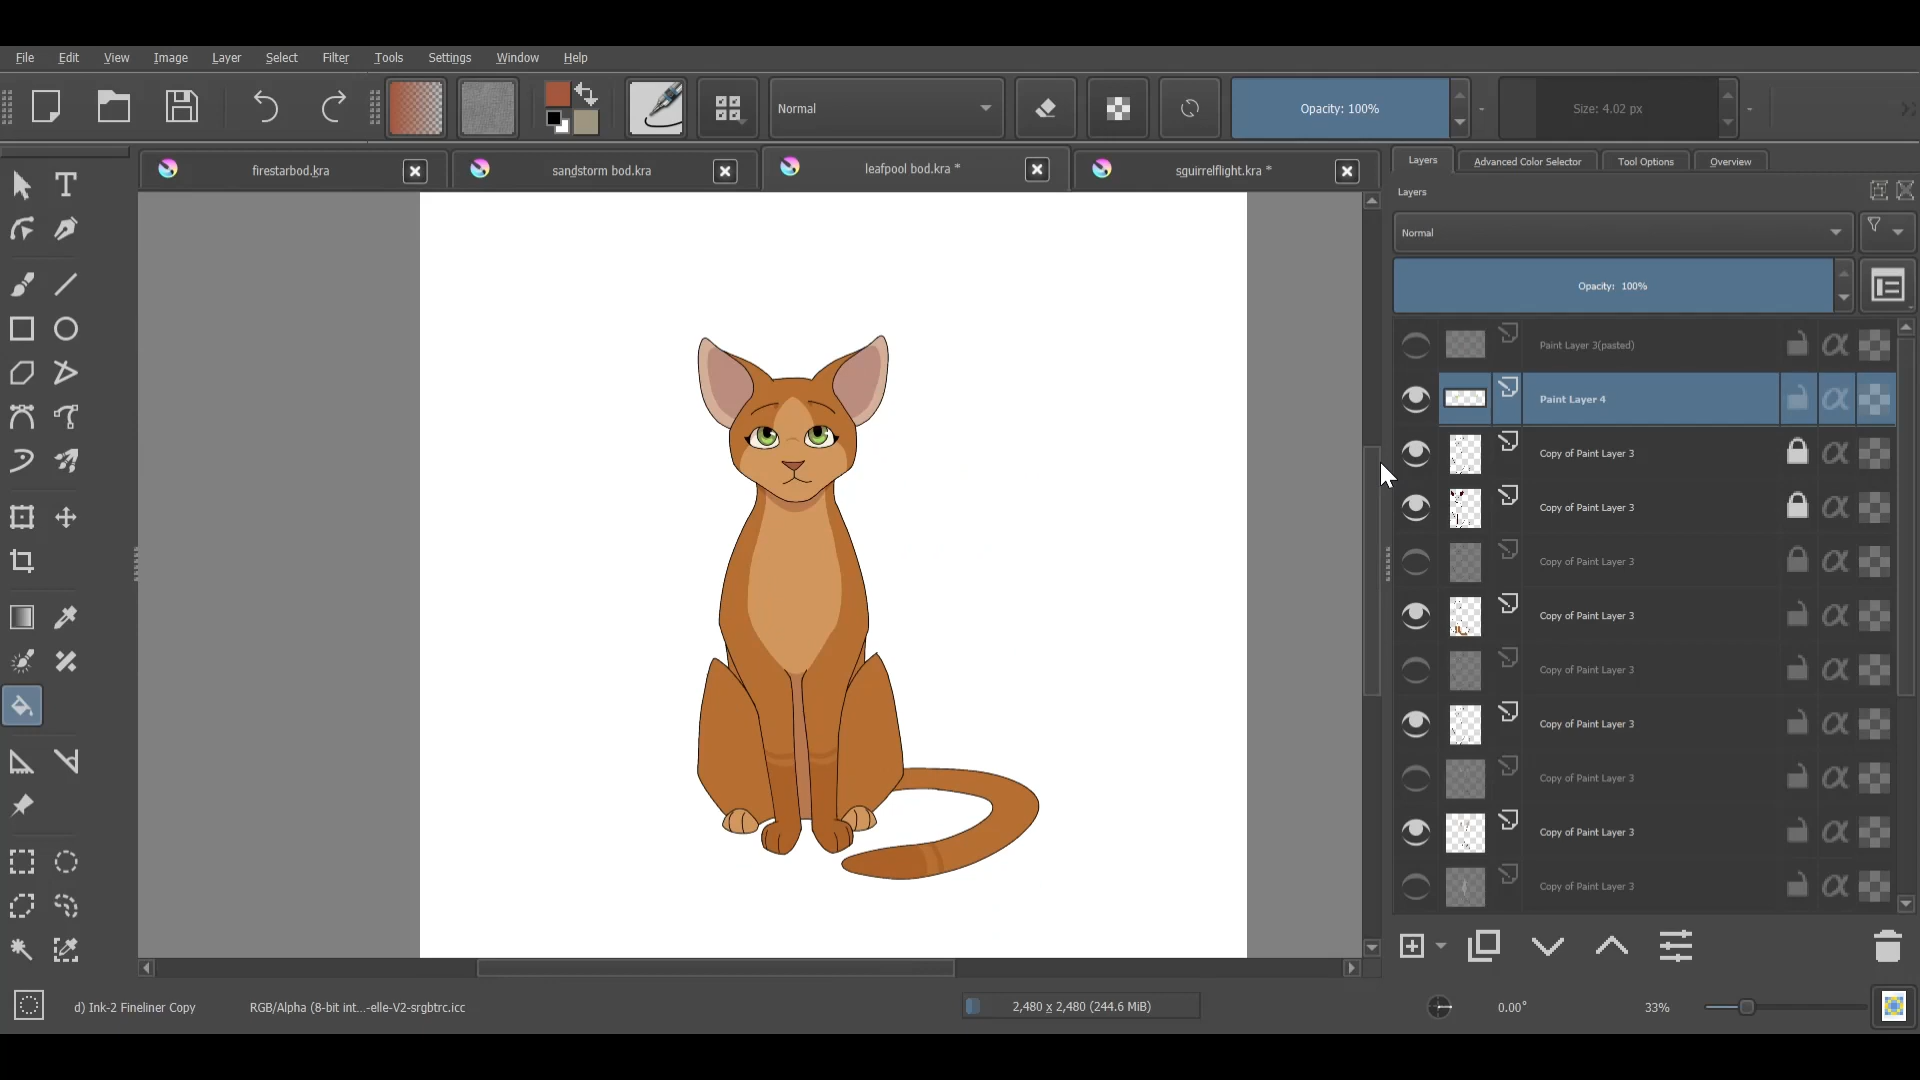 File Edit View Image Layer Select Filter Tools Settings Window Help
Normal
Opacity: 100%
Size: 4.02 px
firestarbod.kra
sandstorm bod.kra
leafpool bod.kra *
squirrelflight.kra *
Layers
Advanced Color Selector
Tool Options
Overview
Layers
Normal
Opacity: 100%
Paint Layer 3(pasted)
Paint Layer 4
Copy of Paint Layer 3
Copy of Paint Layer 3
Copy of Paint Layer 3
Copy of Paint Layer 3
Copy of Paint Layer 3
Copy of Paint Layer 3
Copy of Paint Layer 3
Copy of Paint Layer 3
Copy of Paint Layer 3
d) Ink-2 Fineliner Copy
RGB/Alpha (8-bit int...-elle-V2-srgbtrc.icc
2,480 x 2,480 (244.6 MiB)
0.00°
33%